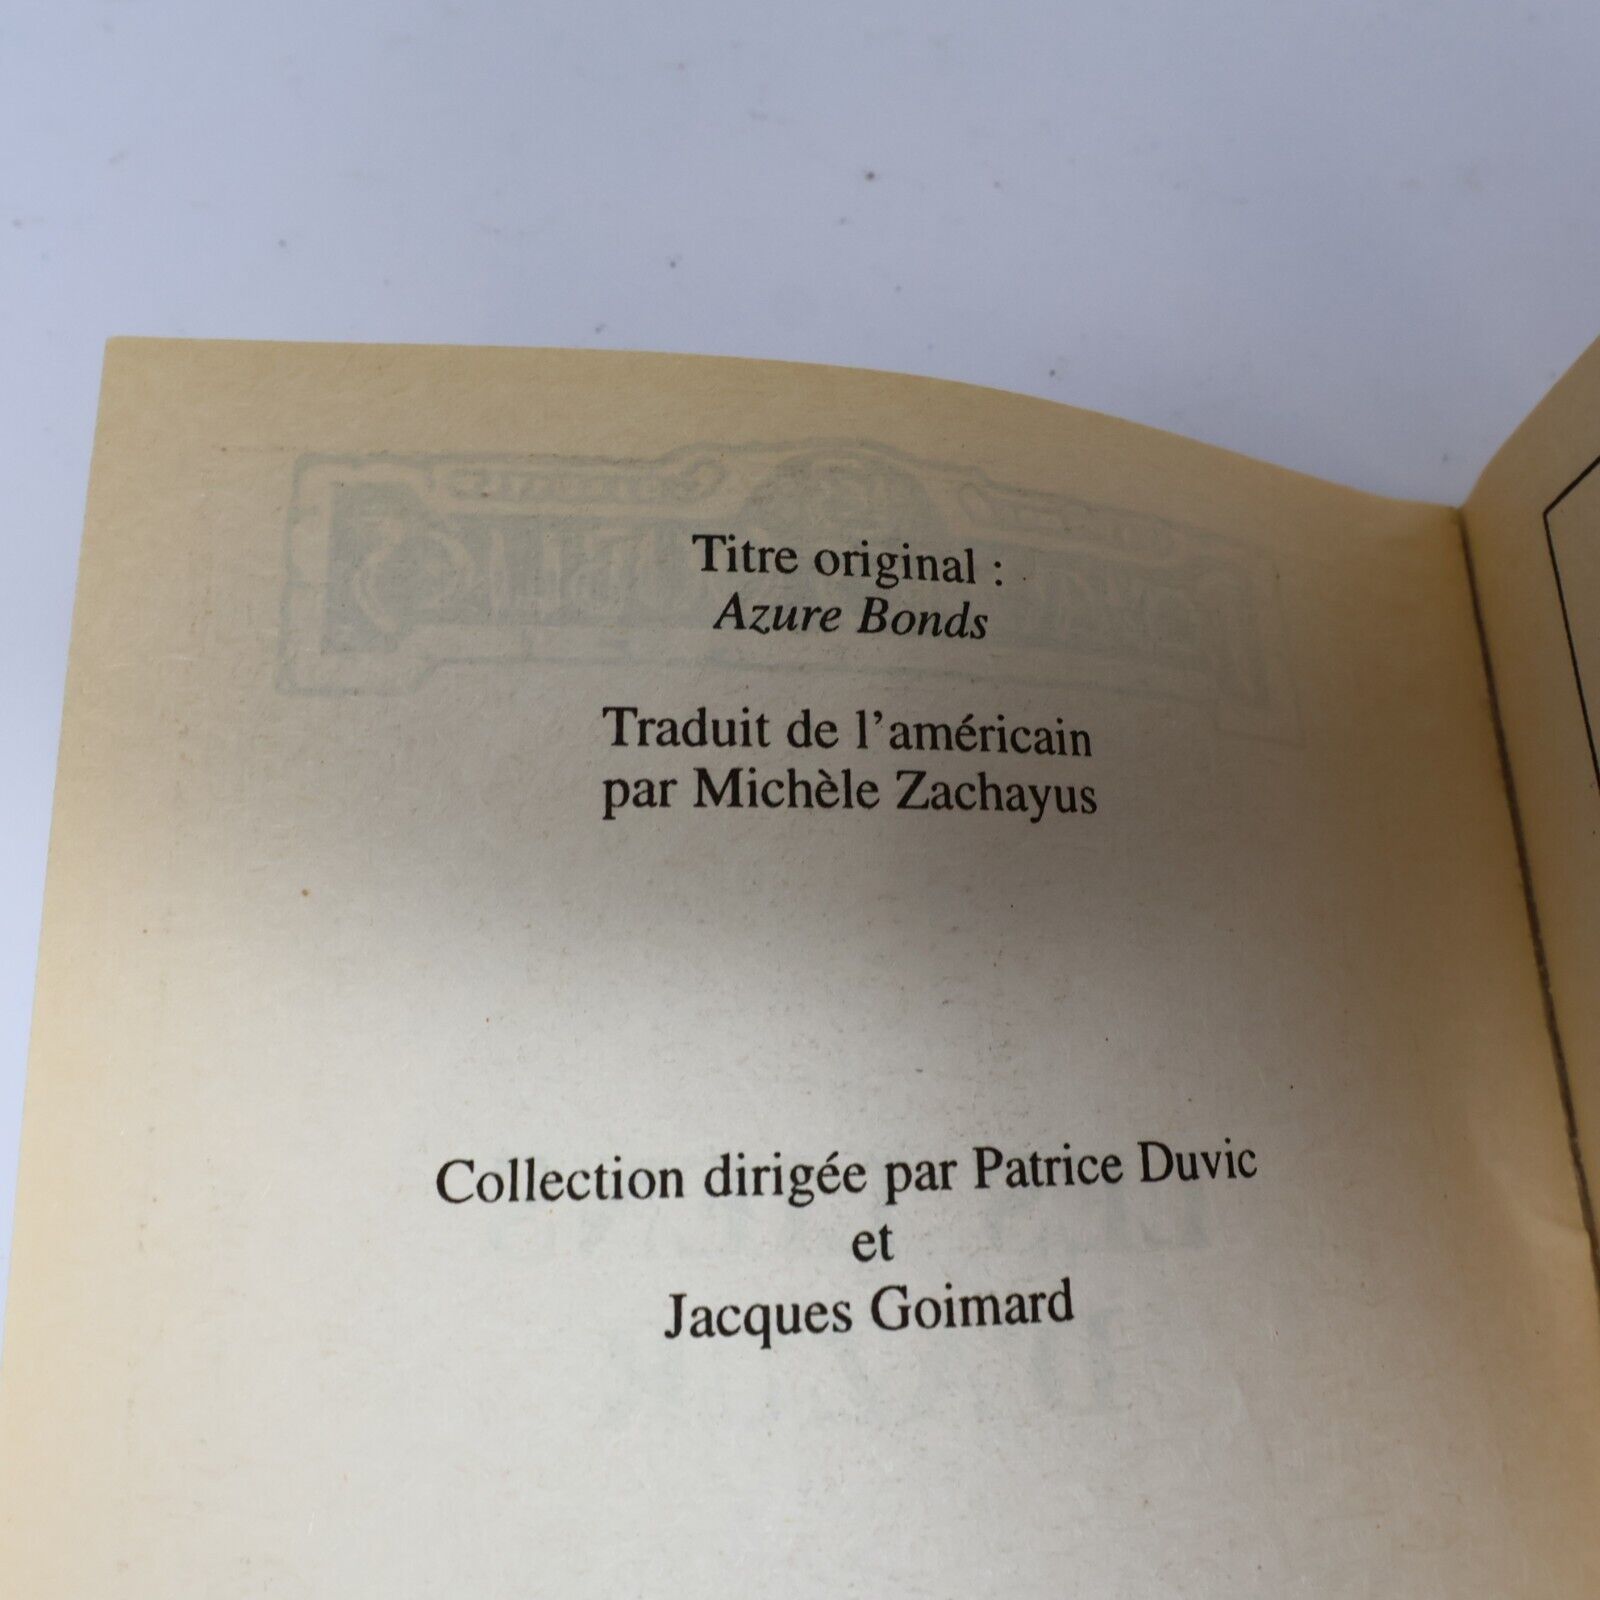 Titre original :
Azure Bonds
Traduit de l'américain
par Michèle Zachayus
Collection dirigée par Patrice Duvic
et
Jacques Goimard